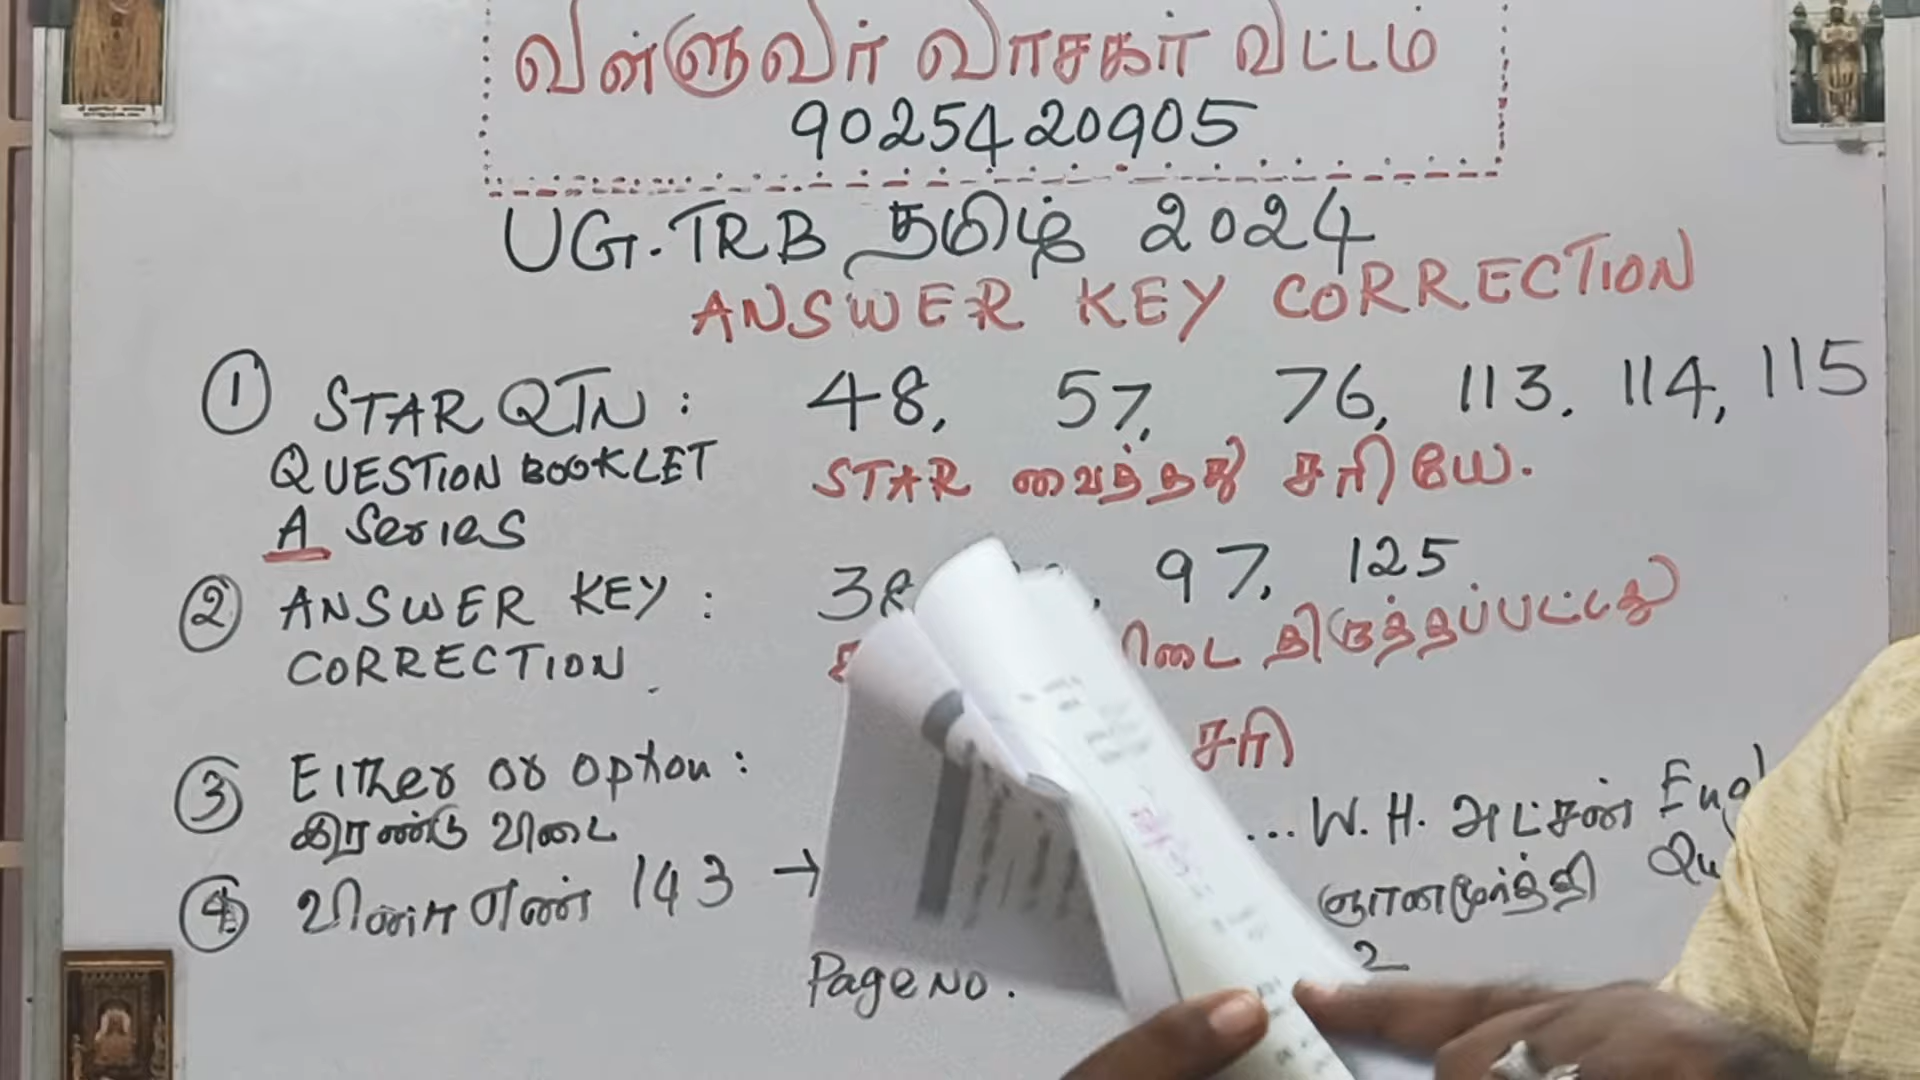 வள்ளுவர் வாசகர் வட்டம்
9025420905
UG.TRB தமிழ் 2024
ANSWER KEY CORRECTION
① STAR QTN : 48, 57, 76, 113. 114, 115
QUESTION BOOKLET STAR வைத்தது சரியே.
A Series
② ANSWER KEY : 38 97, 125
CORRECTION திருத்தப்பட்டது
சரி
③ Either or option :
இரண்டு விடை ... W. H. அட்சன்
④ வினா எண் 143 → ஞானமூர்த்தி
Page No. 2